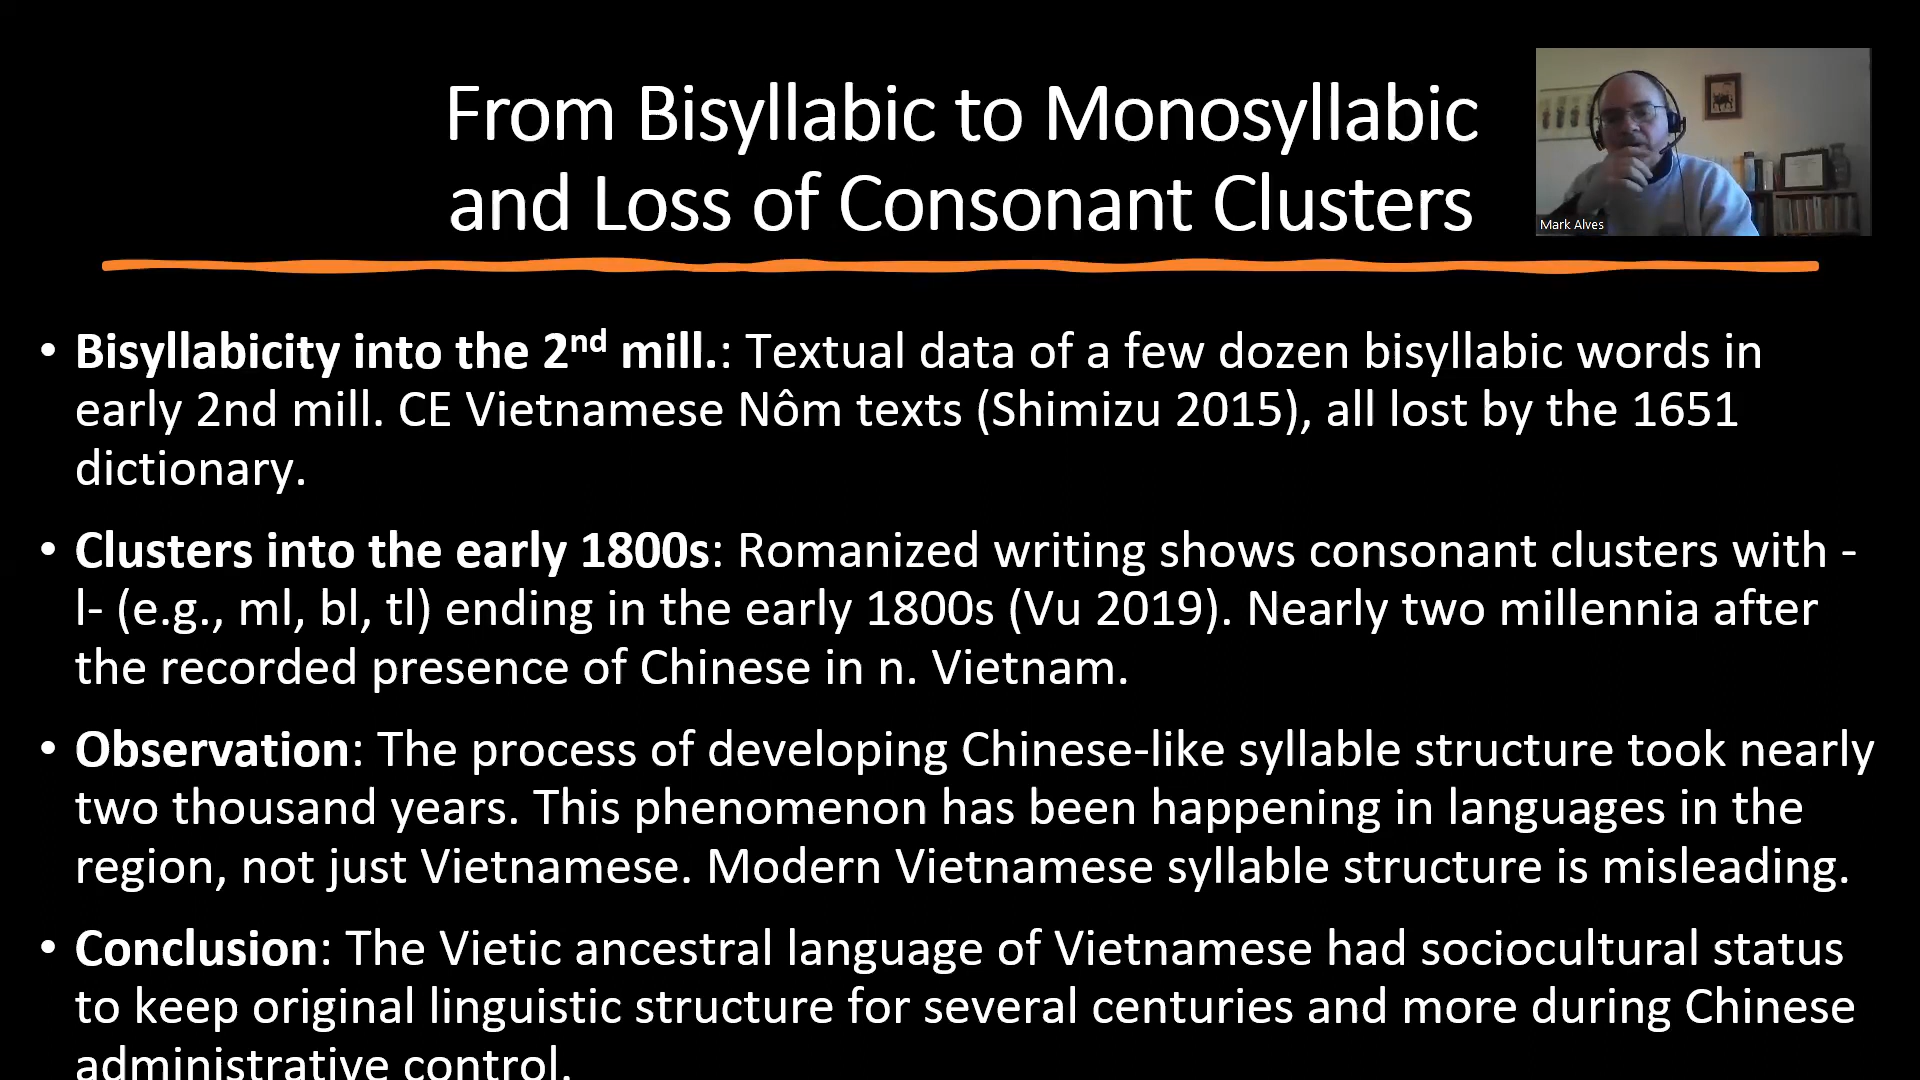 From Bisyllabic to Monosyllabic
and Loss of Consonant Clusters
Mark Alves
• Bisyllabicity into the 2nd mill.: Textual data of a few dozen bisyllabic words in
early 2nd mill. CE Vietnamese Nôm texts (Shimizu 2015), all lost by the 1651
dictionary.
• Clusters into the early 1800s: Romanized writing shows consonant clusters with -
l- (e.g., ml, bl, tl) ending in the early 1800s (Vu 2019). Nearly two millennia after
the recorded presence of Chinese in n. Vietnam.
• Observation: The process of developing Chinese-like syllable structure took nearly
two thousand years. This phenomenon has been happening in languages in the
region, not just Vietnamese. Modern Vietnamese syllable structure is misleading.
• Conclusion: The Vietic ancestral language of Vietnamese had sociocultural status
to keep original linguistic structure for several centuries and more during Chinese
administrative control.